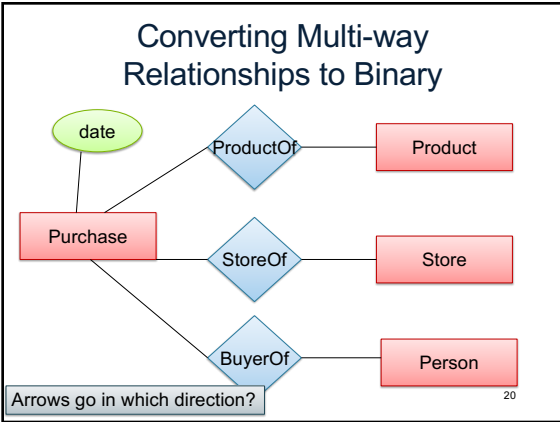 Converting Multi-way
Relationships to Binary
date
ProductOf
Product
Purchase
StoreOf
Store
BuyerOf
Person
Arrows go in which direction?
20